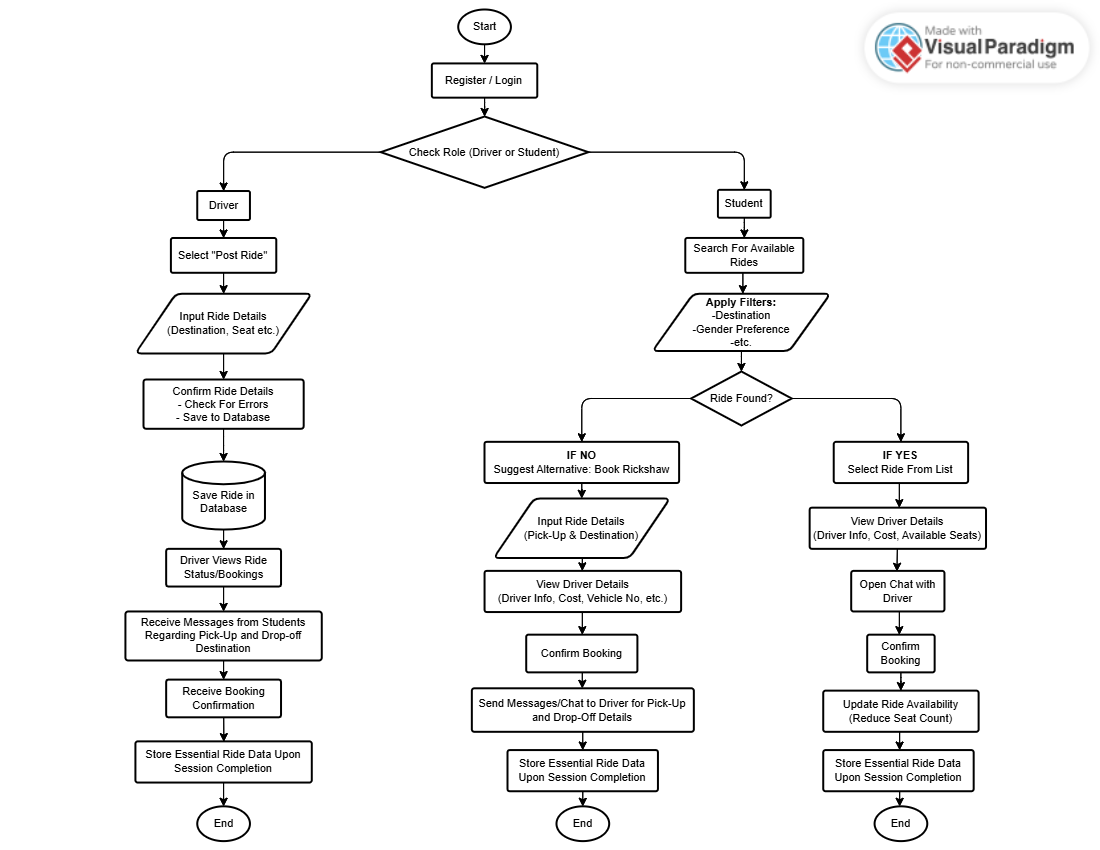 Start
Made with
Visual Paradigm
For non-commercial use
Register / Login
Check Role (Driver or Student)
Driver
Select "Post Ride"
Input Ride Details
(Destination, Seat etc.)
Confirm Ride Details
- Check For Errors
- Save to Database
Save Ride in
Database
Driver Views Ride
Status/Bookings
Receive Messages from Students
Regarding Pick-Up and Drop-off
Destination
Receive Booking
Confirmation
Store Essential Ride Data Upon
Session Completion
End
Student
Search For Available
Rides
Apply Filters:
-Destination
-Gender Preference
-etc.
Ride Found?
IF NO
Suggest Alternative: Book Rickshaw
Input Ride Details
(Pick-Up & Destination)
View Driver Details
(Driver Info, Cost, Vehicle No, etc.)
Confirm Booking
Send Messages/Chat to Driver for Pick-Up
and Drop-Off Details
Store Essential Ride Data
Upon Session Completion
End
IF YES
Select Ride From List
View Driver Details
(Driver Info, Cost, Available Seats)
Open Chat with
Driver
Confirm
Booking
Update Ride Availability
(Reduce Seat Count)
Store Essential Ride Data
Upon Session Completion
End